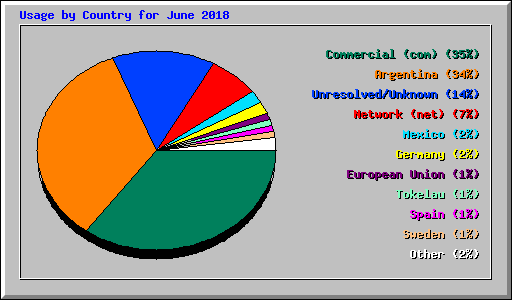 Usage by Country for June 2018
Commercial (com) (35%)
Argentina (34%)
Unresolved/Unknown (14%)
Network (net) (7%)
Mexico (2%)
Germany (2%)
European Union (1%)
Tokelau (1%)
Spain (1%)
Sweden (1%)
Other (2%)